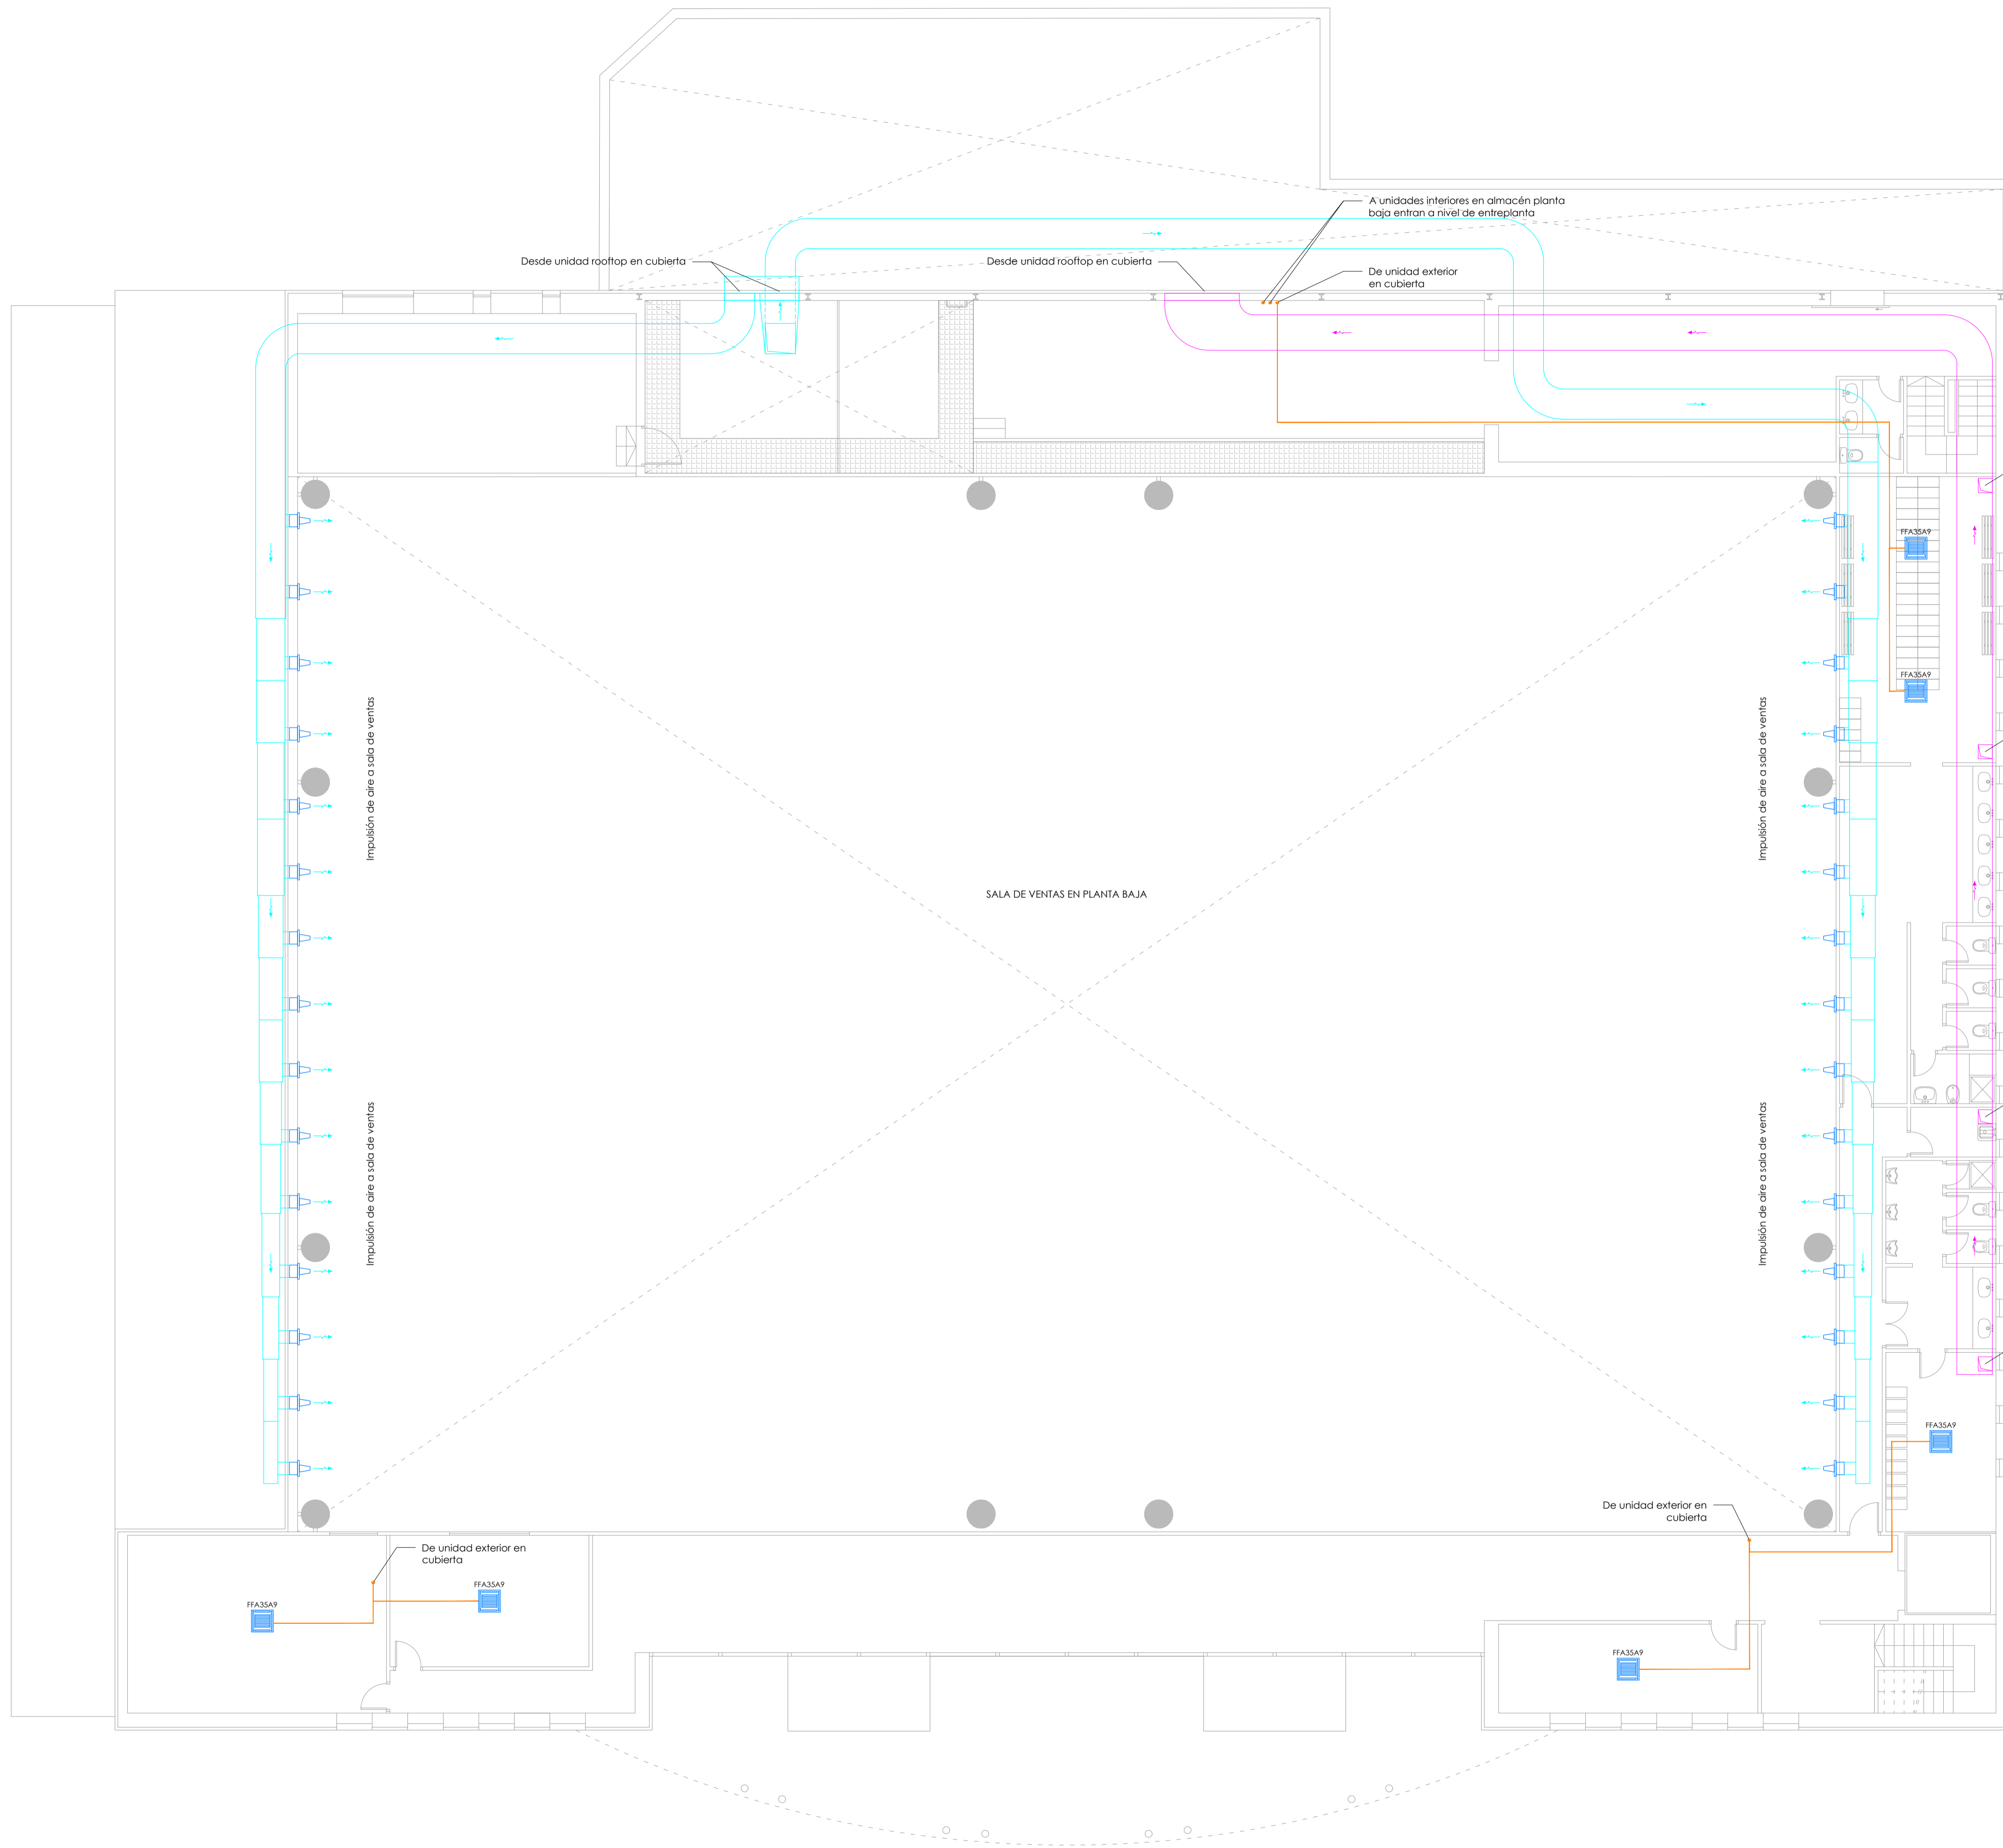 A unidades interiores en almacén planta
baja entran a nivel de entreplanta
Desde unidad rooftop en cubierta
Desde unidad rooftop en cubierta
De unidad exterior
en cubierta
FFA35A9
FFA35A9
Impulsión de aire a sala de ventas
Impulsión de aire a sala de ventas
SALA DE VENTAS EN PLANTA BAJA
Impulsión de aire a sala de ventas
Impulsión de aire a sala de ventas
FFA35A9
De unidad exterior en
cubierta
De unidad exterior en
cubierta
FFA35A9
FFA35A9
FFA35A9